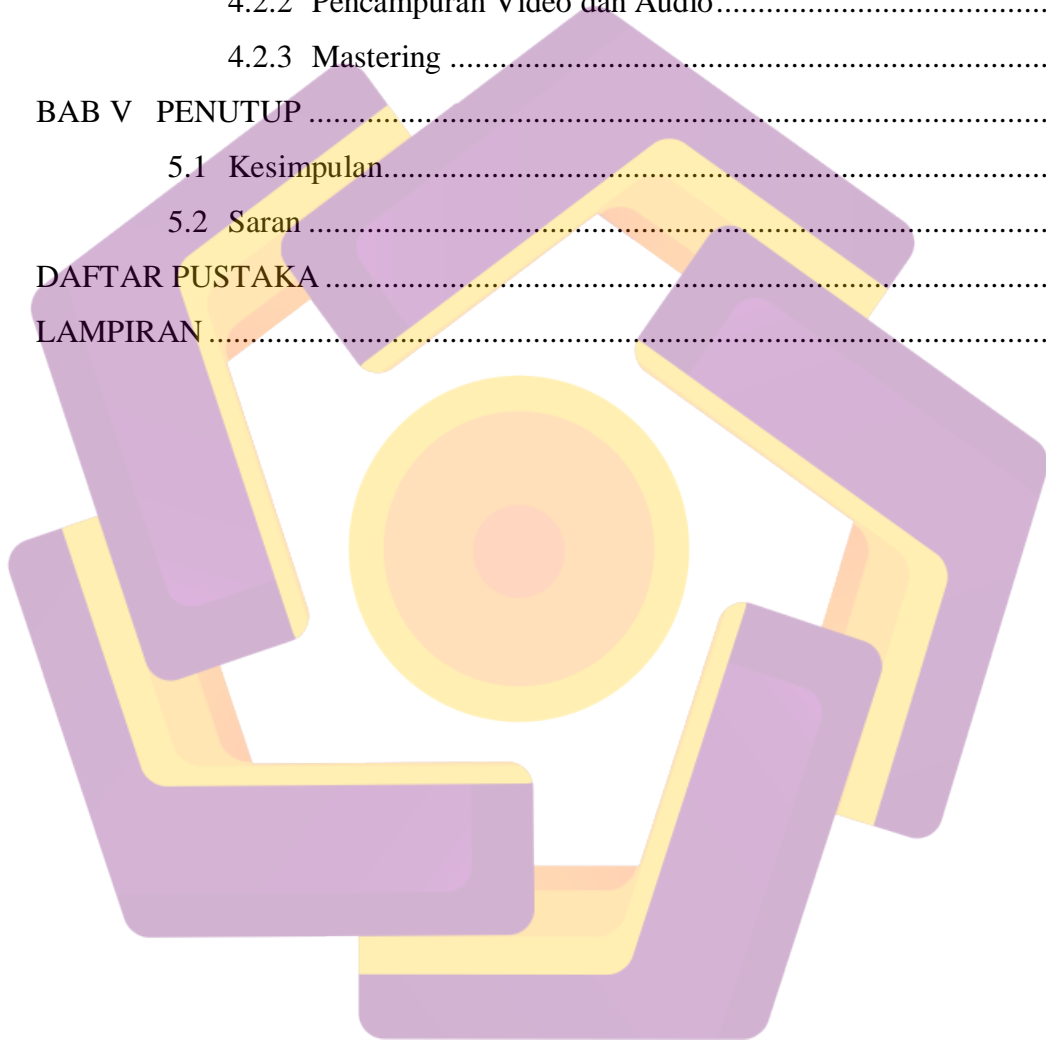 4.2.2 Pencampuran Video dan Audio......................................................
4.2.3 Mastering ......................................................................................
BAB V PENUTUP ............................................................................................
5.1 Kesimpulan...........................................................................................
5.2 Saran ....................................................................................................
DAFTAR PUSTAKA ..........................................................................................
LAMPIRAN .........................................................................................................